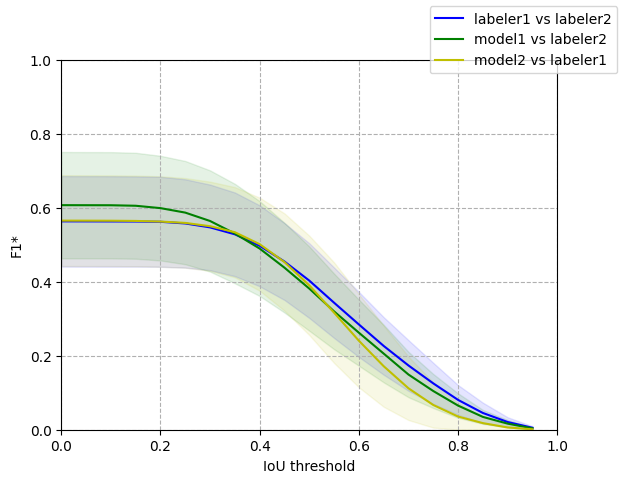 labeler1 vs labeler2
model1 vs labeler2
model2 vs labeler1
1.0
0.8
0.6
0.4
0.2
0.0
F1*
0.0 0.2 0.4 0.6 0.8 1.0
IoU threshold